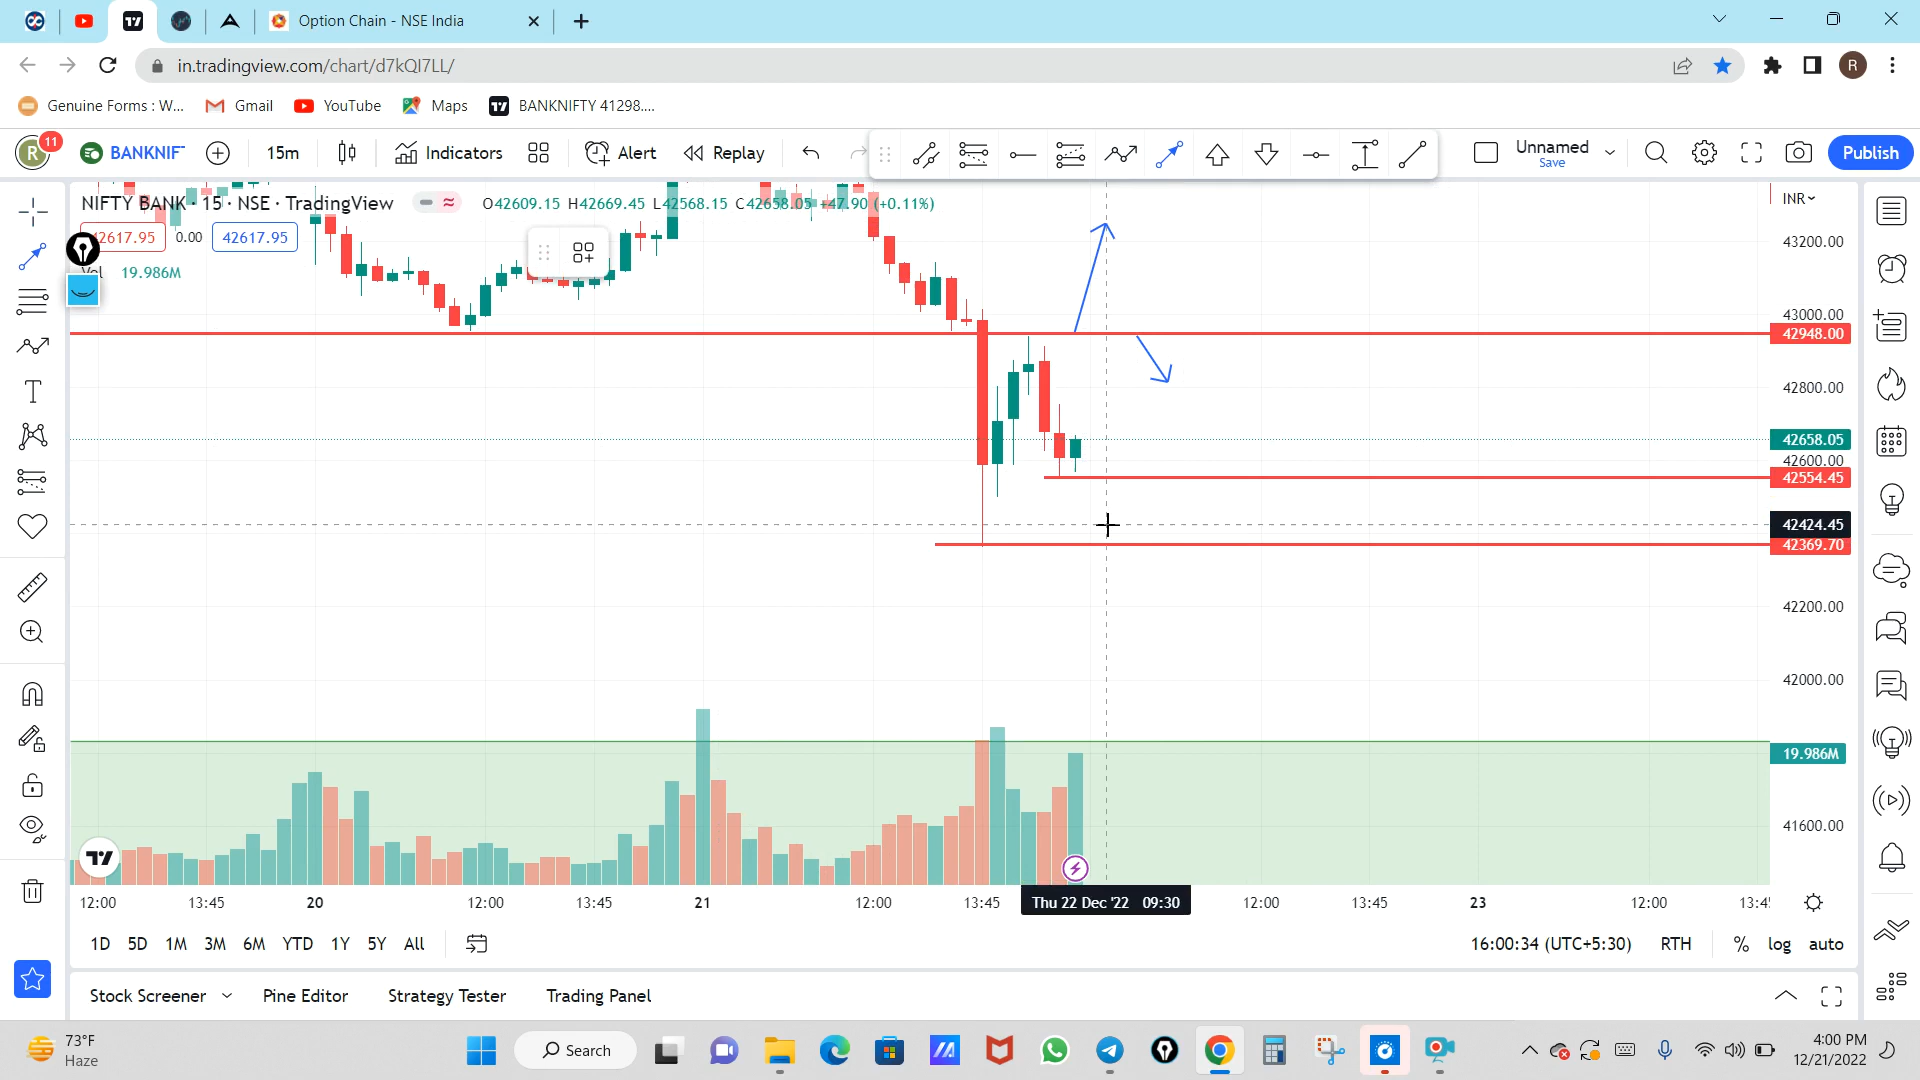 Option Chain - NSE India
in.tradingview.com/chart/d7kQI7LL/
R
Genuine Forms : W...
Gmail
YouTube
Maps
BANKNIFTY 41298....
R
11
BANKNIF
15m
Indicators
Alert
Replay
Unnamed
Save
Publish
NIFTY BANK · 15 · NSE · TradingView
O42609.15 H42669.45 L42568.15 C42658.05 +47.90 (+0.11%)
INR
42617.95
0.00
42617.95
Vol
19.986M
43200.00
43000.00
42948.00
42800.00
42658.05
42600.00
42554.45
42424.45
42369.70
42200.00
42000.00
19.986M
41600.00
12:00
13:45
20
12:00
13:45
21
12:00
13:45
Thu 22 Dec '22 09:30
12:00
13:45
23
12:00
13:4
1D
5D
1M
3M
6M
YTD
1Y
5Y
All
16:00:34 (UTC+5:30)
RTH
%
log
auto
Stock Screener
Pine Editor
Strategy Tester
Trading Panel
73°F
Haze
Search
4:00 PM
12/21/2022